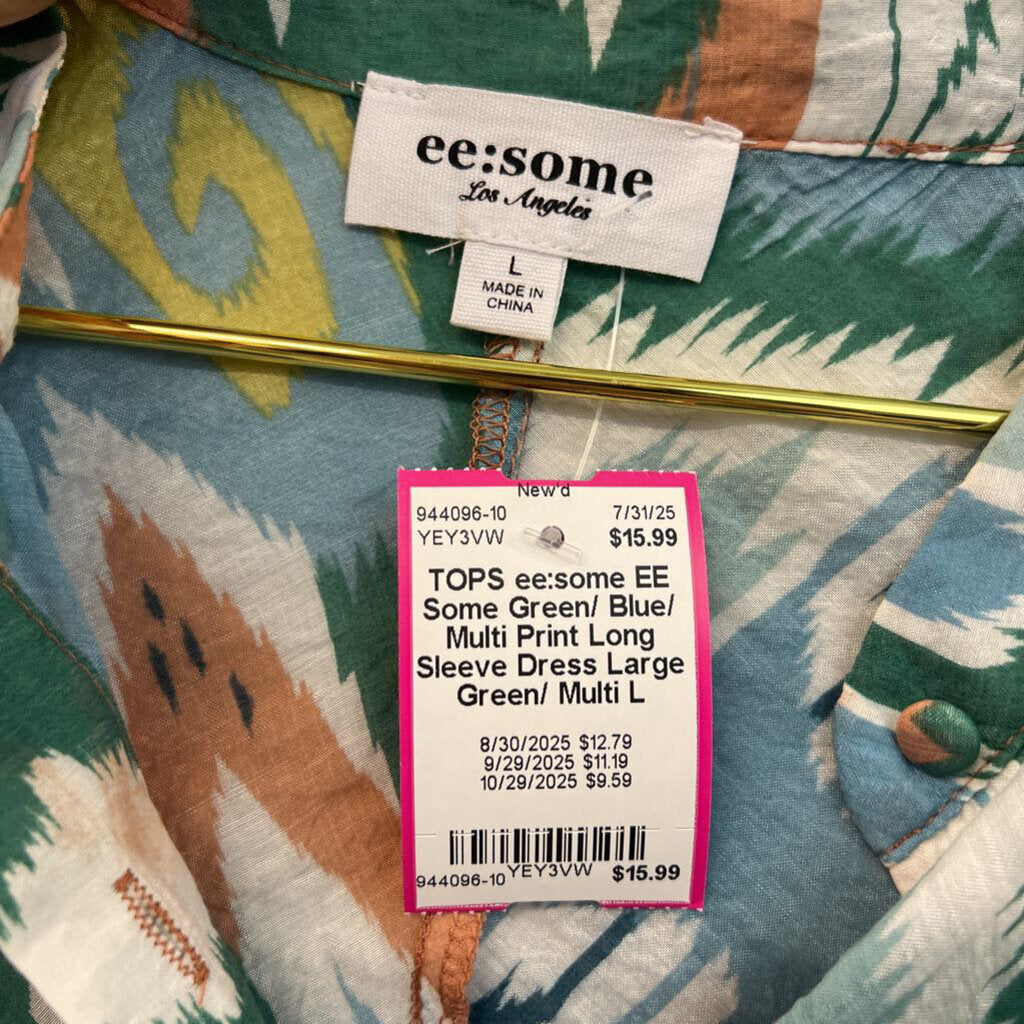 ee:some
Los Angeles
L
MADE IN
CHINA
New'd
944096-10 7/31/25
YEY3VW $15.99
TOPS ee:some EE
Some Green/ Blue/
Multi Print Long
Sleeve Dress Large
Green/ Multi L
8/30/2025 $12.79
9/29/2025 $11.19
10/29/2025 $9.59
944096-10 YEY3VW $15.99